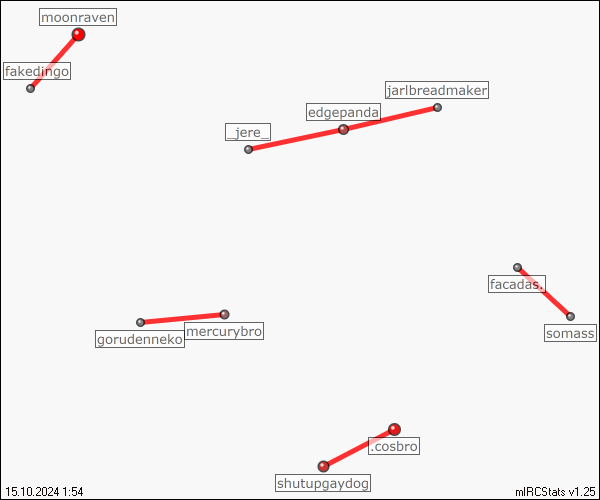 moonraven
fakedingo
jarlbreadmaker
edgepanda
_jere_
facadas.
mercurybro
gorudenneko
somass
.cosbro
shutupgaydog
15.10.2024 1:54
mIRCStats v1.25